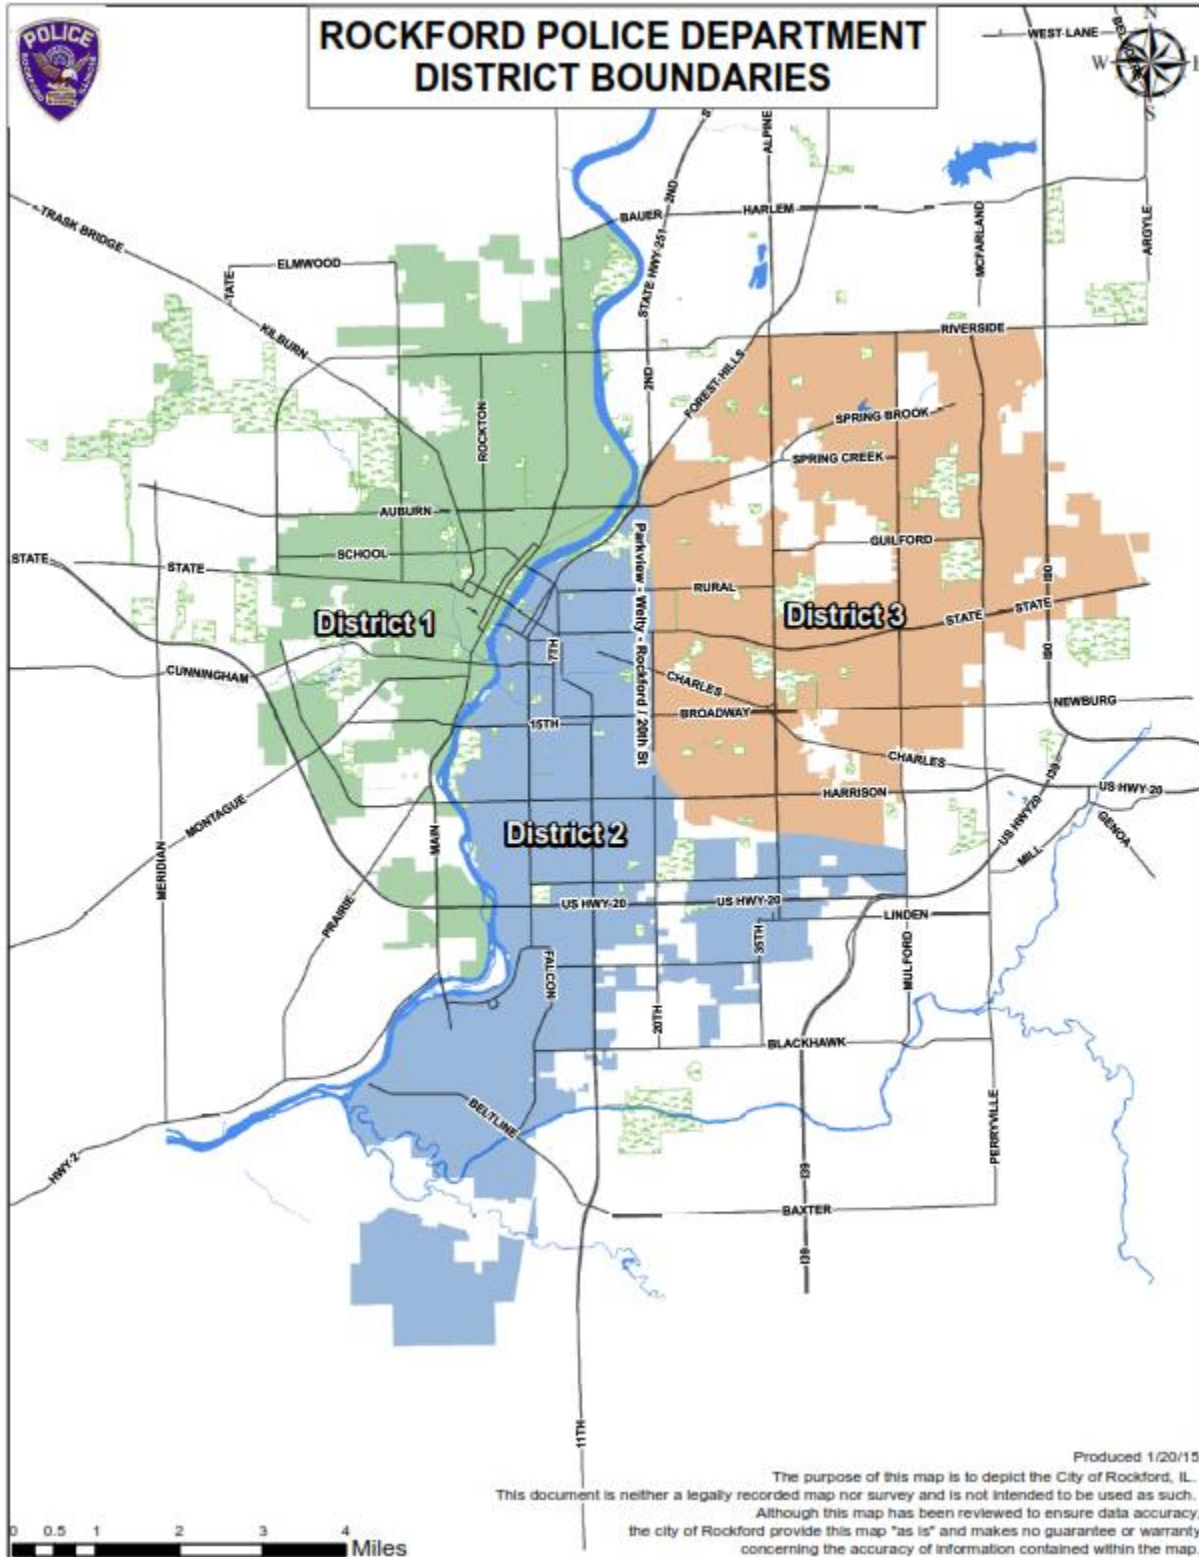 POLICE
ROCKFORD
ILLINOIS
ROCKFORD POLICE DEPARTMENT
DISTRICT BOUNDARIES
N
W
E
S
WEST LANE
ALPINE
TRASK BRIDGE
BAUER
2ND
HARLEM
MCFARLAND
ARGYLE
TATE
ELMWOOD
STATE HWY-251
KILBURN
RIVERSIDE
2ND
FOREST HILLS
ROCKTON
SPRING BROOK
SPRING CREEK
AUBURN
GUILFORD
STATE
STATE
SCHOOL
I90
Parkview - Welty - Rockford / 20th St
RURAL
STATE
STATE
District 1
District 3
7TH
I90
CUNNINGHAM
CHARLES
BROADWAY
NEWBURG
15TH
CHARLES
I39
US HWY-20
HARRISON
MONTAGUE
MAIN
District 2
US HWY20
GENOA
MILL
MERIDIAN
PRAIRIE
US HWY-20
US HWY-20
LINDEN
35TH
MULFORD
FALCON
20TH
BLACKHAWK
BELTLINE
PERRYVILLE
HWY-2
I39
BAXTER
I39
11TH
Produced 1/20/15
The purpose of this map is to depict the City of Rockford, IL.
This document is neither a legally recorded map nor survey and is not intended to be used as such.
Although this map has been reviewed to ensure data accuracy,
the city of Rockford provide this map "as is" and makes no guarantee or warranty
concerning the accuracy of information contained within the map.
0 0.5 1 2 3 4
Miles